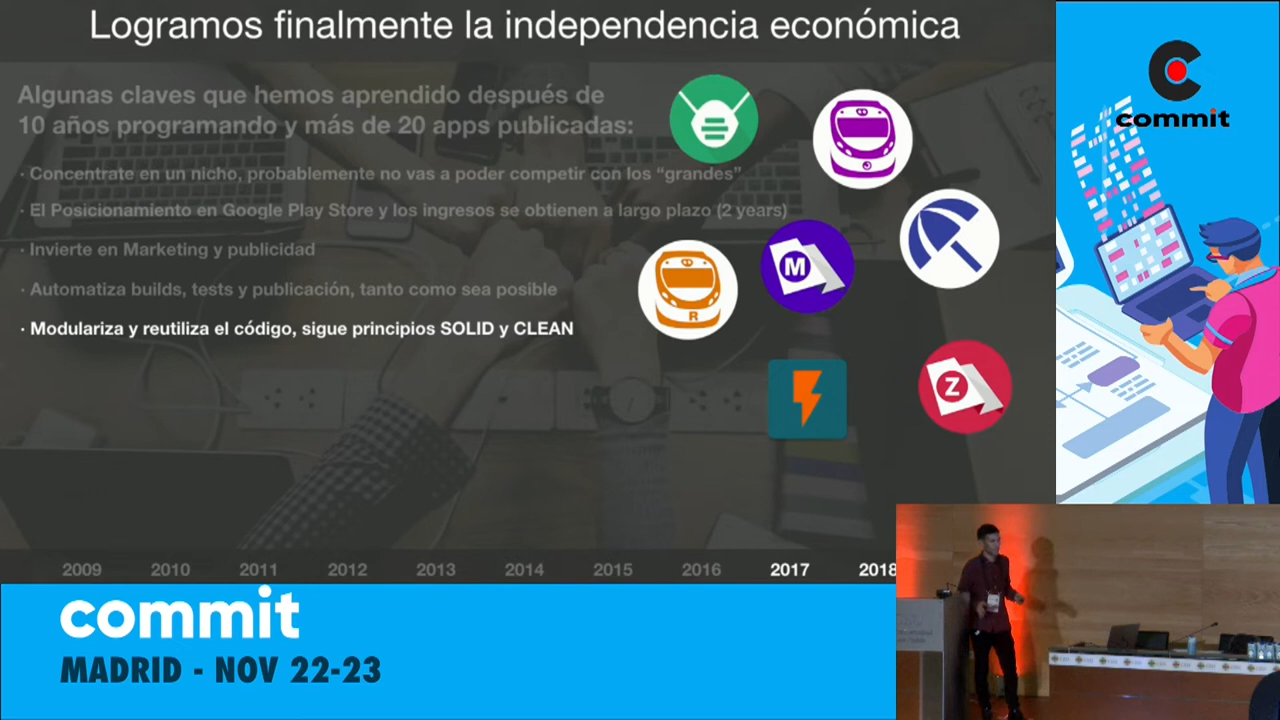 Logramos finalmente la independencia económica
Algunas claves que hemos aprendido después de
10 años programando y más de 20 apps publicadas:
· Concentrate en un nicho, probablemente no vas a poder competir con los “grandes”
· El Posicionamiento en Google Play Store y los ingresos se obtienen a largo plazo (2 years)
· Invierte en Marketing y publicidad
· Automatiza builds, tests y publicación, tanto como sea posible
· Modulariza y reutiliza el código, sigue principios SOLID y CLEAN
M
R
Z
2009 2010 2011 2012 2013 2014 2015 2016 2017 2018
commit
commit
MADRID - NOV 22-23